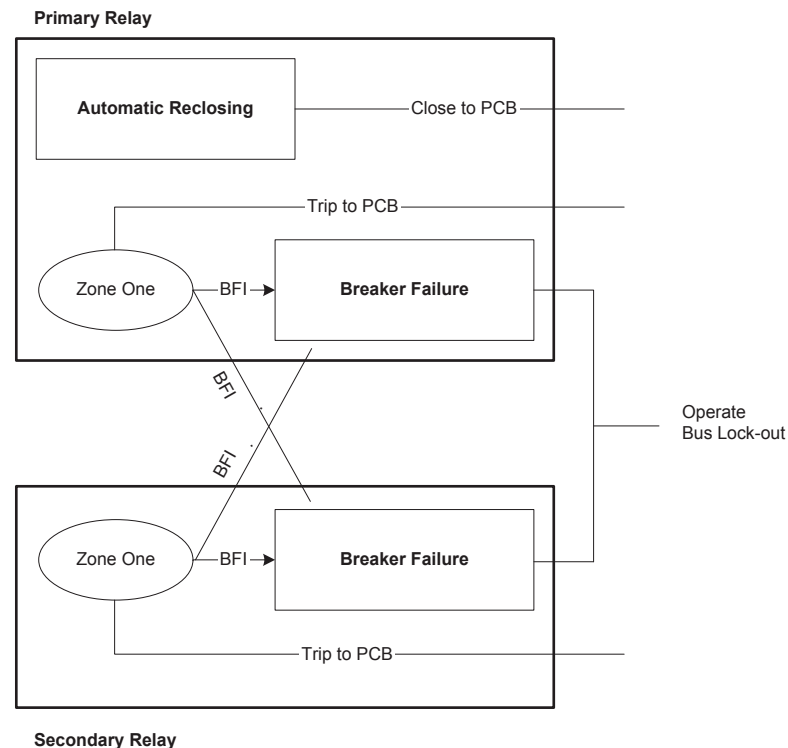 Primary Relay
Automatic Reclosing
Close to PCB
Trip to PCB
Zone One
BFI
Breaker Failure
BFI
BFI
Operate
Bus Lock-out
Zone One
BFI
Breaker Failure
Trip to PCB
Secondary Relay